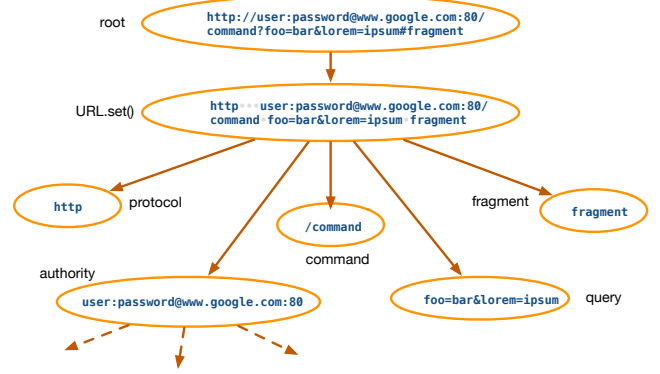 root
http://user:password@www.google.com:80/
command?foo=bar&lorem=ipsum#fragment
URL.set()
http•••user:password@www.google.com:80/
command•foo=bar&lorem=ipsum•fragment
http
protocol
/command
command
fragment
fragment
authority
user:password@www.google.com:80
foo=bar&lorem=ipsum
query